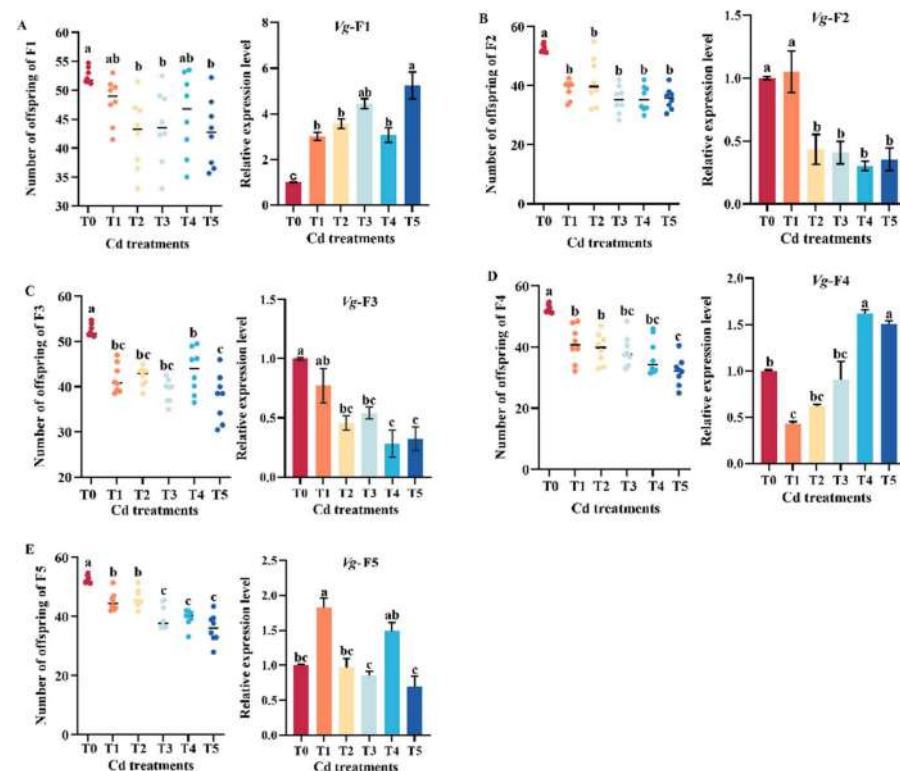 A
Number of offspring of F1
55
50
45
40
35
30
a
ab
b
b
ab
b
T0 T1 T2 T3 T4 T5
Cd treatments
Vg-F1
Relative expression level
8
6
4
2
0
c
b
b
ab
b
a
T0 T1 T2 T3 T4 T5
Cd treatments
B
Number of offspring of F2
60
40
20
0
a
b
b
b
b
b
T0 T1 T2 T3 T4 T5
Cd treatments
Vg-F2
Relative expression level
1.5
1.0
0.5
0.0
a
a
b
b
b
b
T0 T1 T2 T3 T4 T5
Cd treatments
C
Number of offspring of F3
60
50
40
30
20
a
bc
bc
bc
b
c
T0 T1 T2 T3 T4 T5
Cd treatments
Vg-F3
Relative expression level
1.5
1.0
0.5
0.0
a
ab
bc
bc
c
c
T0 T1 T2 T3 T4 T5
Cd treatments
D
Number of offspring of F4
60
40
20
0
a
b
b
bc
bc
c
T0 T1 T2 T3 T4 T5
Cd treatments
Vg-F4
Relative expression level
2.0
1.5
1.0
0.5
0.0
b
c
bc
bc
a
a
T0 T1 T2 T3 T4 T5
Cd treatments
E
Number of offspring of F5
60
40
20
0
a
b
b
c
c
c
T0 T1 T2 T3 T4 T5
Cd treatments
Vg-F5
Relative expression level
2.5
2.0
1.5
1.0
0.5
0.0
bc
a
bc
c
ab
c
T0 T1 T2 T3 T4 T5
Cd treatments